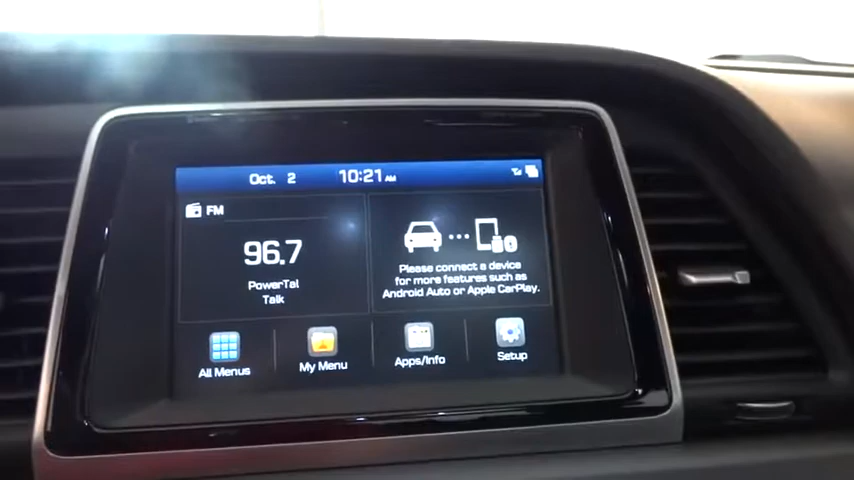 Oct. 2 10:21 AM
FM
96.7
PowerTal
Talk
Please connect a device
for more features such as
Android Auto or Apple CarPlay.
All Menus My Menu Apps/Info Setup